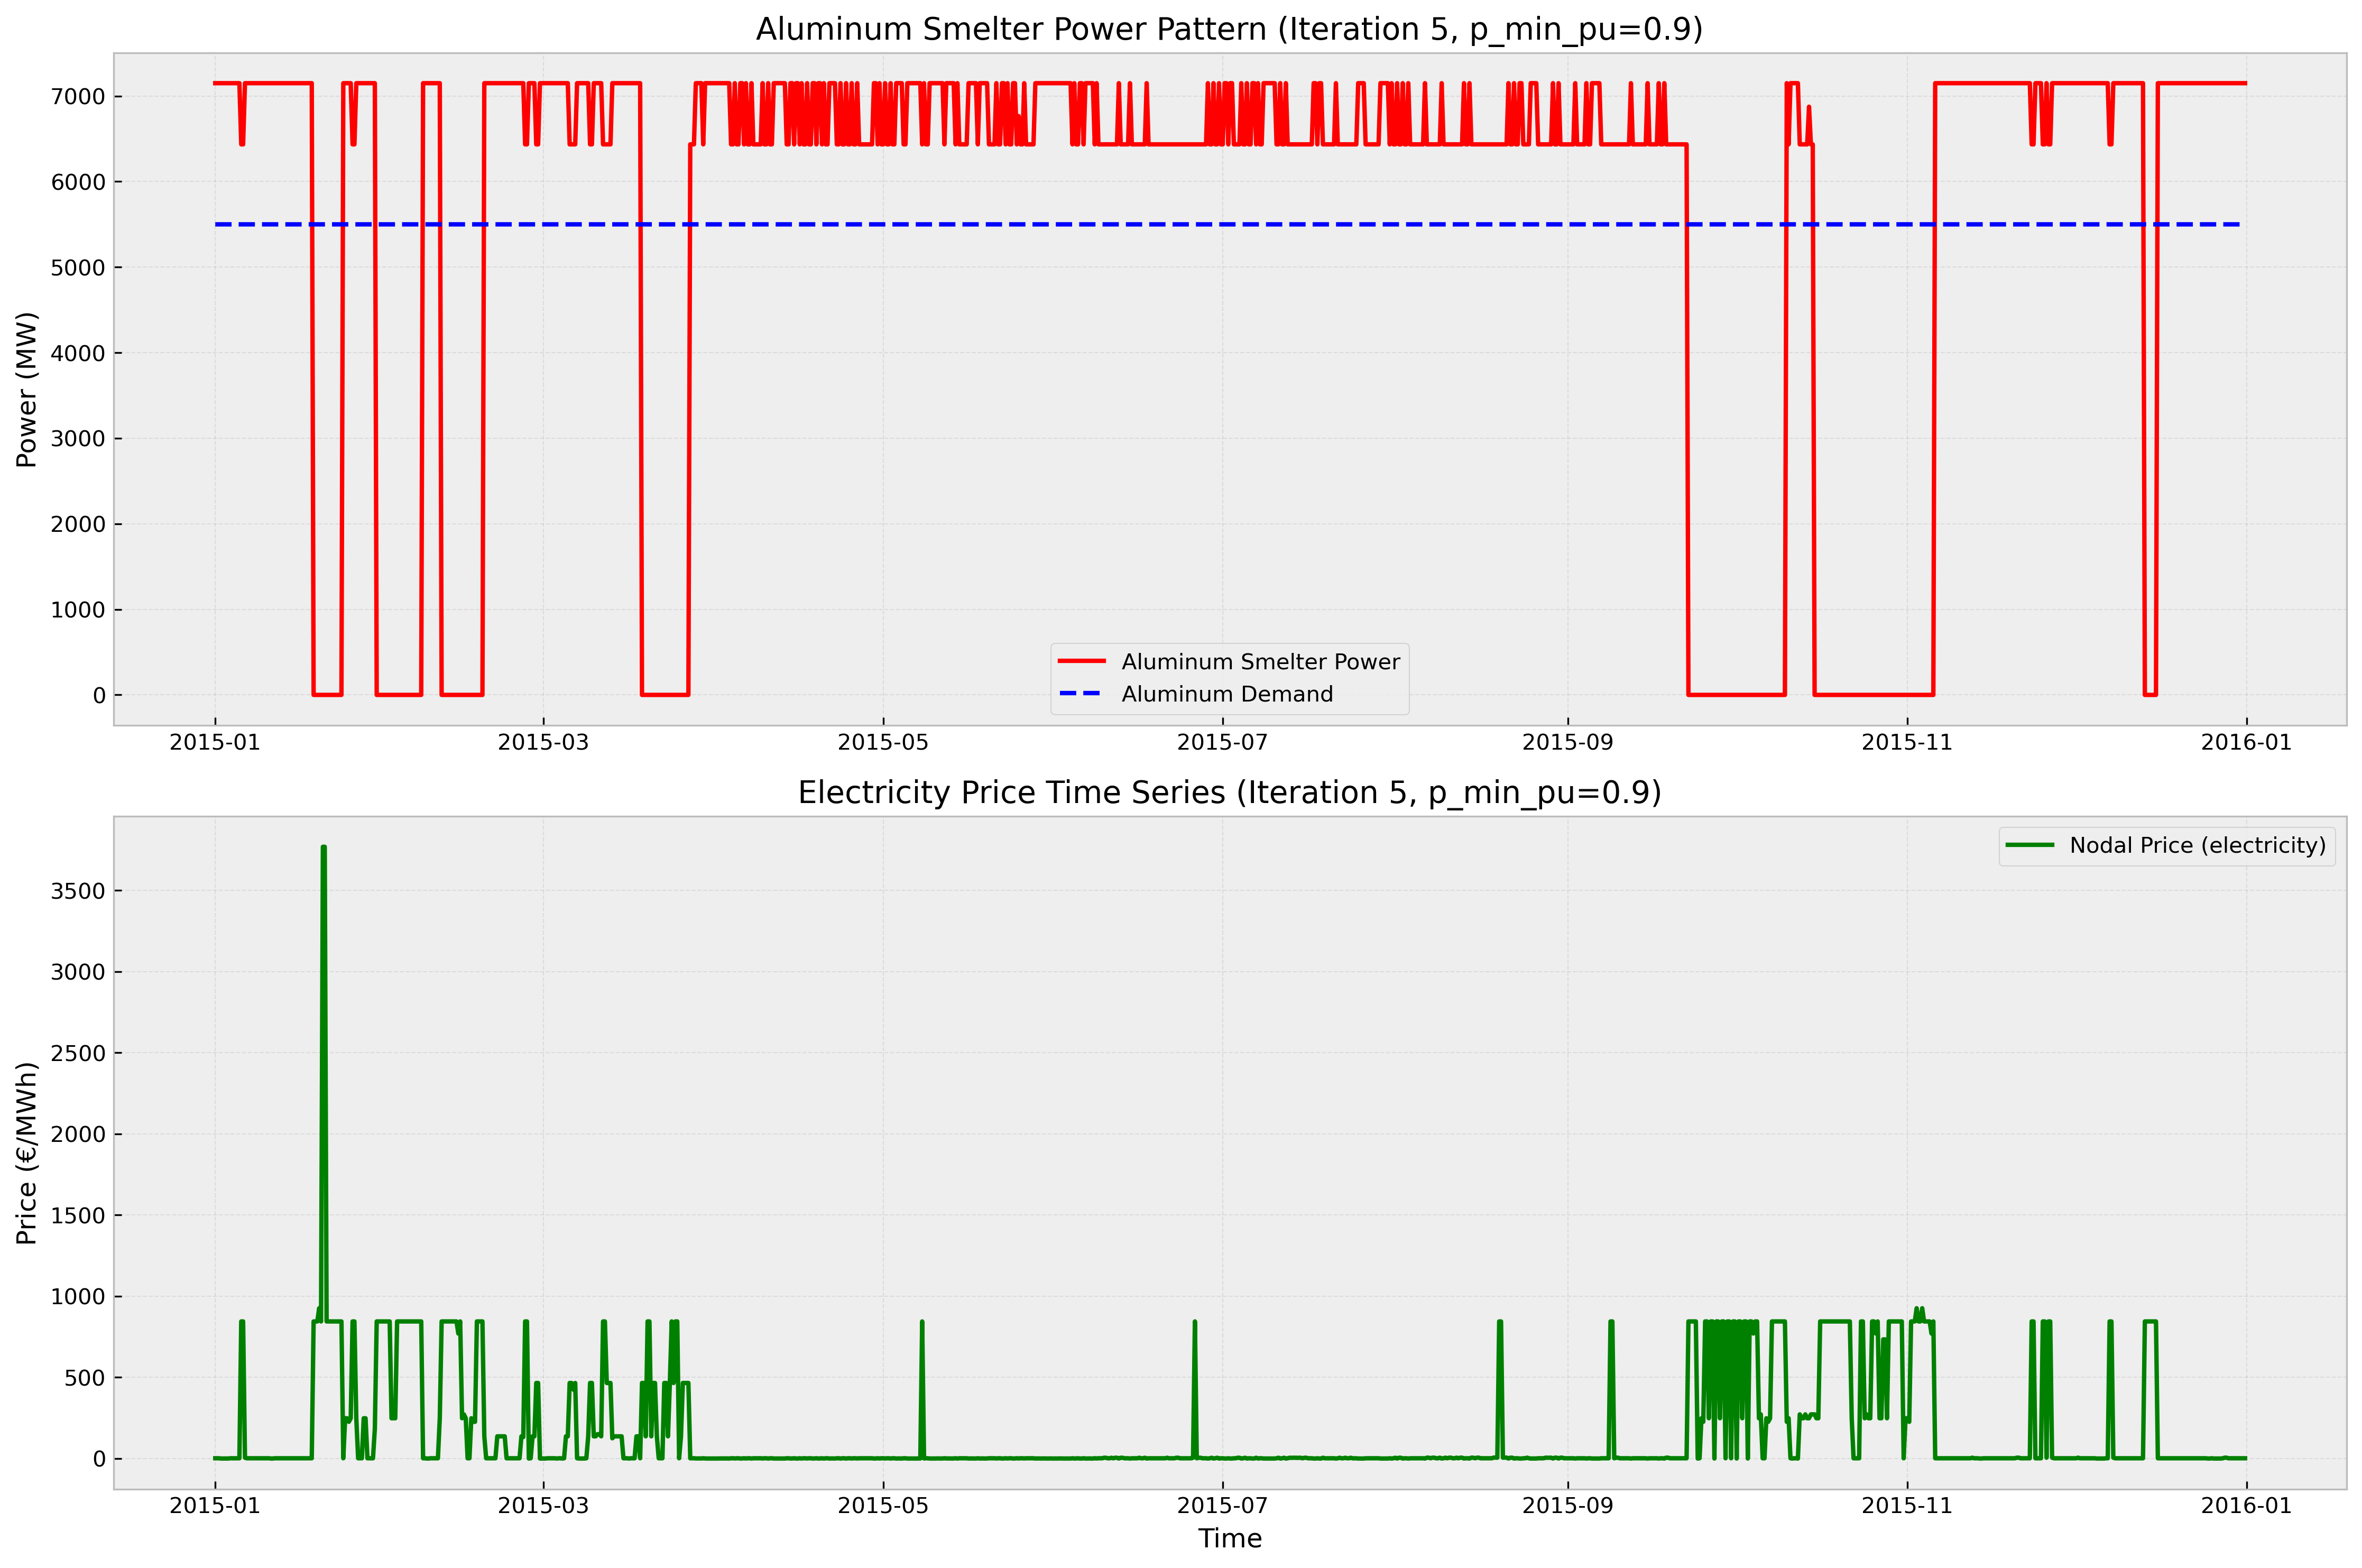 Aluminum Smelter Power Pattern (Iteration 5, p_min_pu=0.9)
Power (MW)
7000
6000
5000
4000
3000
2000
1000
0
Aluminum Smelter Power
Aluminum Demand
2015-01 2015-03 2015-05 2015-07 2015-09 2015-11 2016-01
Electricity Price Time Series (Iteration 5, p_min_pu=0.9)
Price (€/MWh)
Nodal Price (electricity)
3500
3000
2500
2000
1500
1000
500
0
2015-01 2015-03 2015-05 2015-07 2015-09 2015-11 2016-01
Time